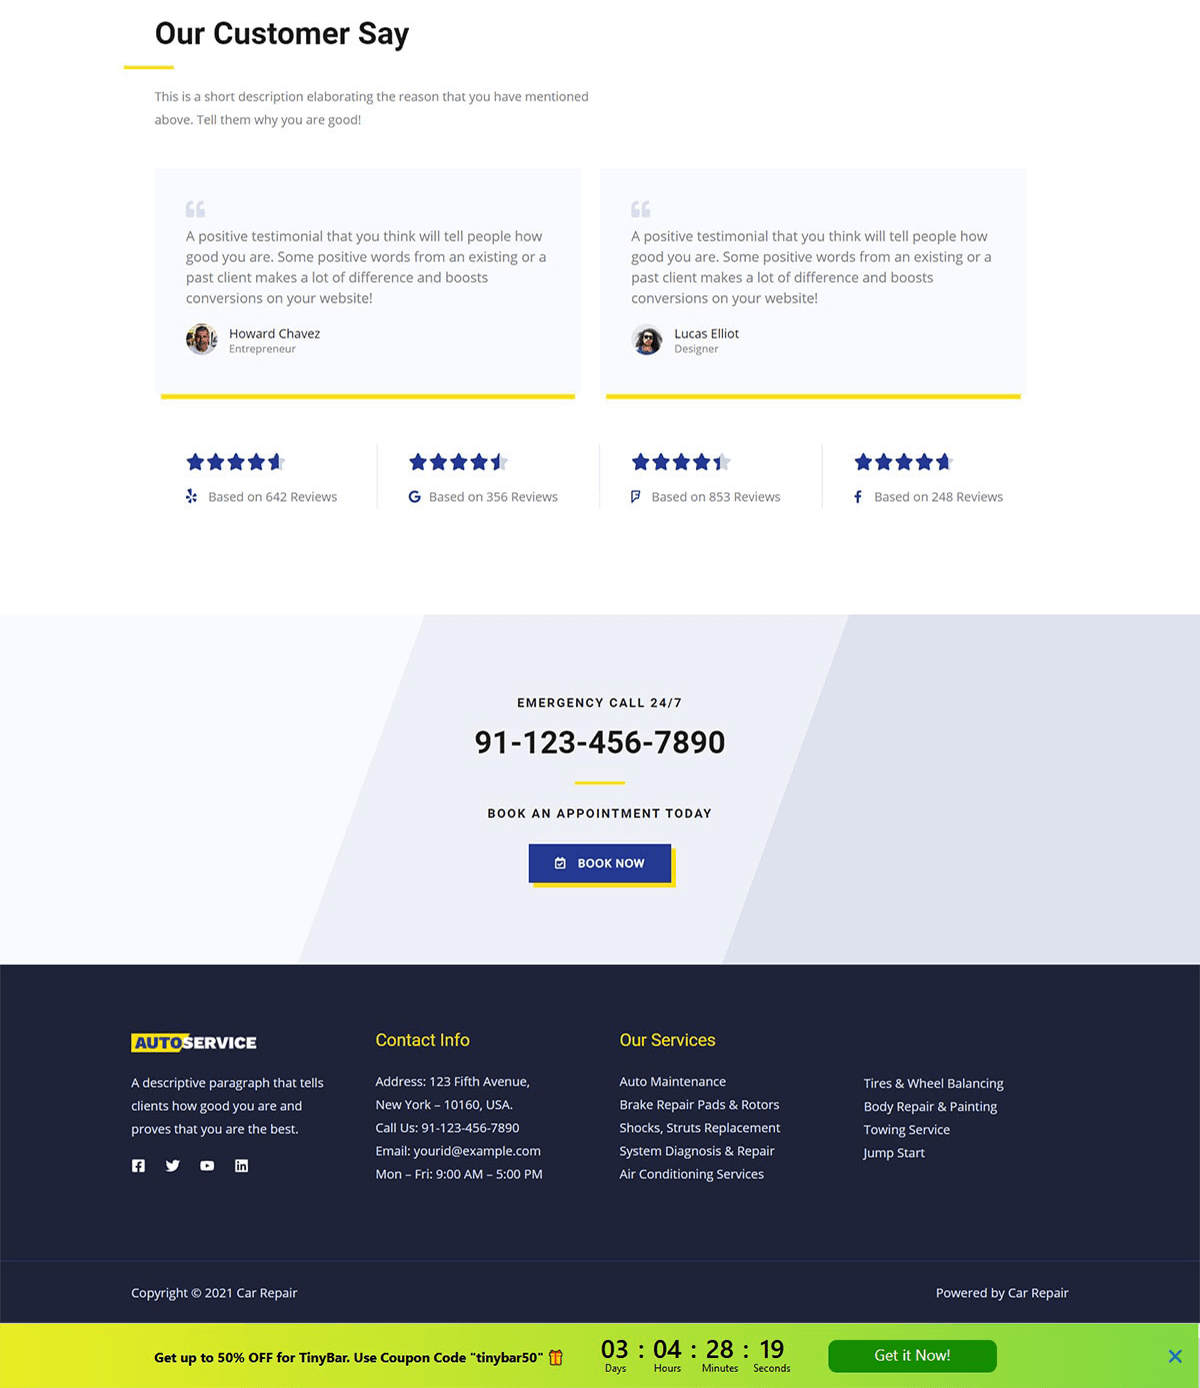 Our Customer Say
This is a short description elaborating the reason that you have mentioned
above. Tell them why you are good!
A positive testimonial that you think will tell people how
good you are. Some positive words from an existing or a
past client makes a lot of difference and boosts
conversions on your website!
Howard Chavez
Entrepreneur
A positive testimonial that you think will tell people how
good you are. Some positive words from an existing or a
past client makes a lot of difference and boosts
conversions on your website!
Lucas Elliot
Designer
Based on 642 Reviews
Based on 356 Reviews
Based on 853 Reviews
Based on 248 Reviews
EMERGENCY CALL 24/7
91-123-456-7890
BOOK AN APPOINTMENT TODAY
BOOK NOW
AUTOSERVICE
A descriptive paragraph that tells
clients how good you are and
proves that you are the best.
Contact Info
Address: 123 Fifth Avenue,
New York – 10160, USA.
Call Us: 91-123-456-7890
Email: yourid@example.com
Mon – Fri: 9:00 AM – 5:00 PM
Our Services
Auto Maintenance
Brake Repair Pads & Rotors
Shocks, Struts Replacement
System Diagnosis & Repair
Air Conditioning Services
Tires & Wheel Balancing
Body Repair & Painting
Towing Service
Jump Start
Copyright © 2021 Car Repair
Powered by Car Repair
Get up to 50% OFF for TinyBar. Use Coupon Code "tinybar50" 🎁
03 : 04 : 28 : 19
Days Hours Minutes Seconds
Get it Now!